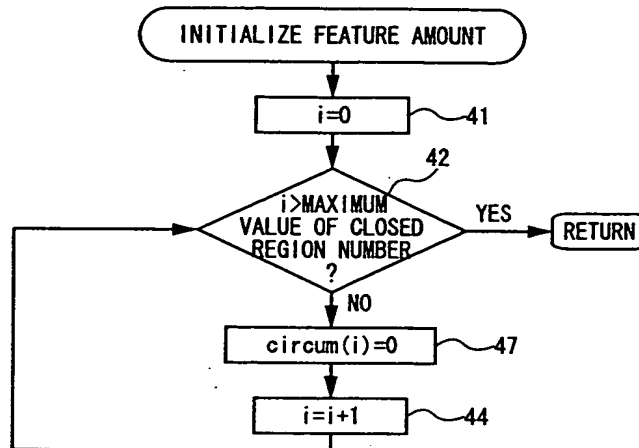 INITIALIZE FEATURE AMOUNT
i=0
41
42
i>MAXIMUM
VALUE OF CLOSED
REGION NUMBER
?
YES
RETURN
NO
circum(i)=0
47
i=i+1
44